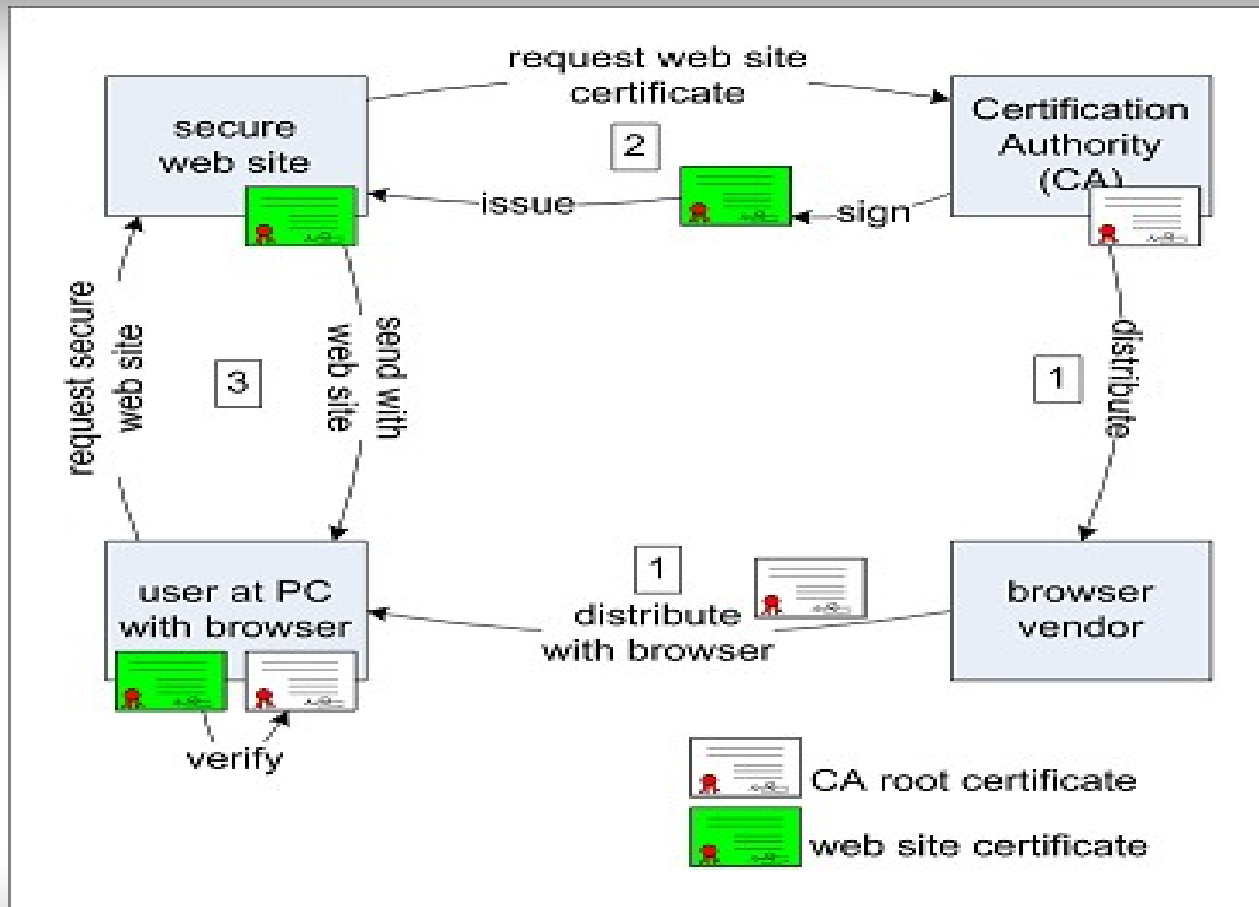 request web site
certificate
secure
web site
Certification
Authority
(CA)
2
issue
sign
request secure
web site
3
send with
web site
1
distribute
user at PC
with browser
1
distribute
with browser
browser
vendor
verify
CA root certificate
web site certificate